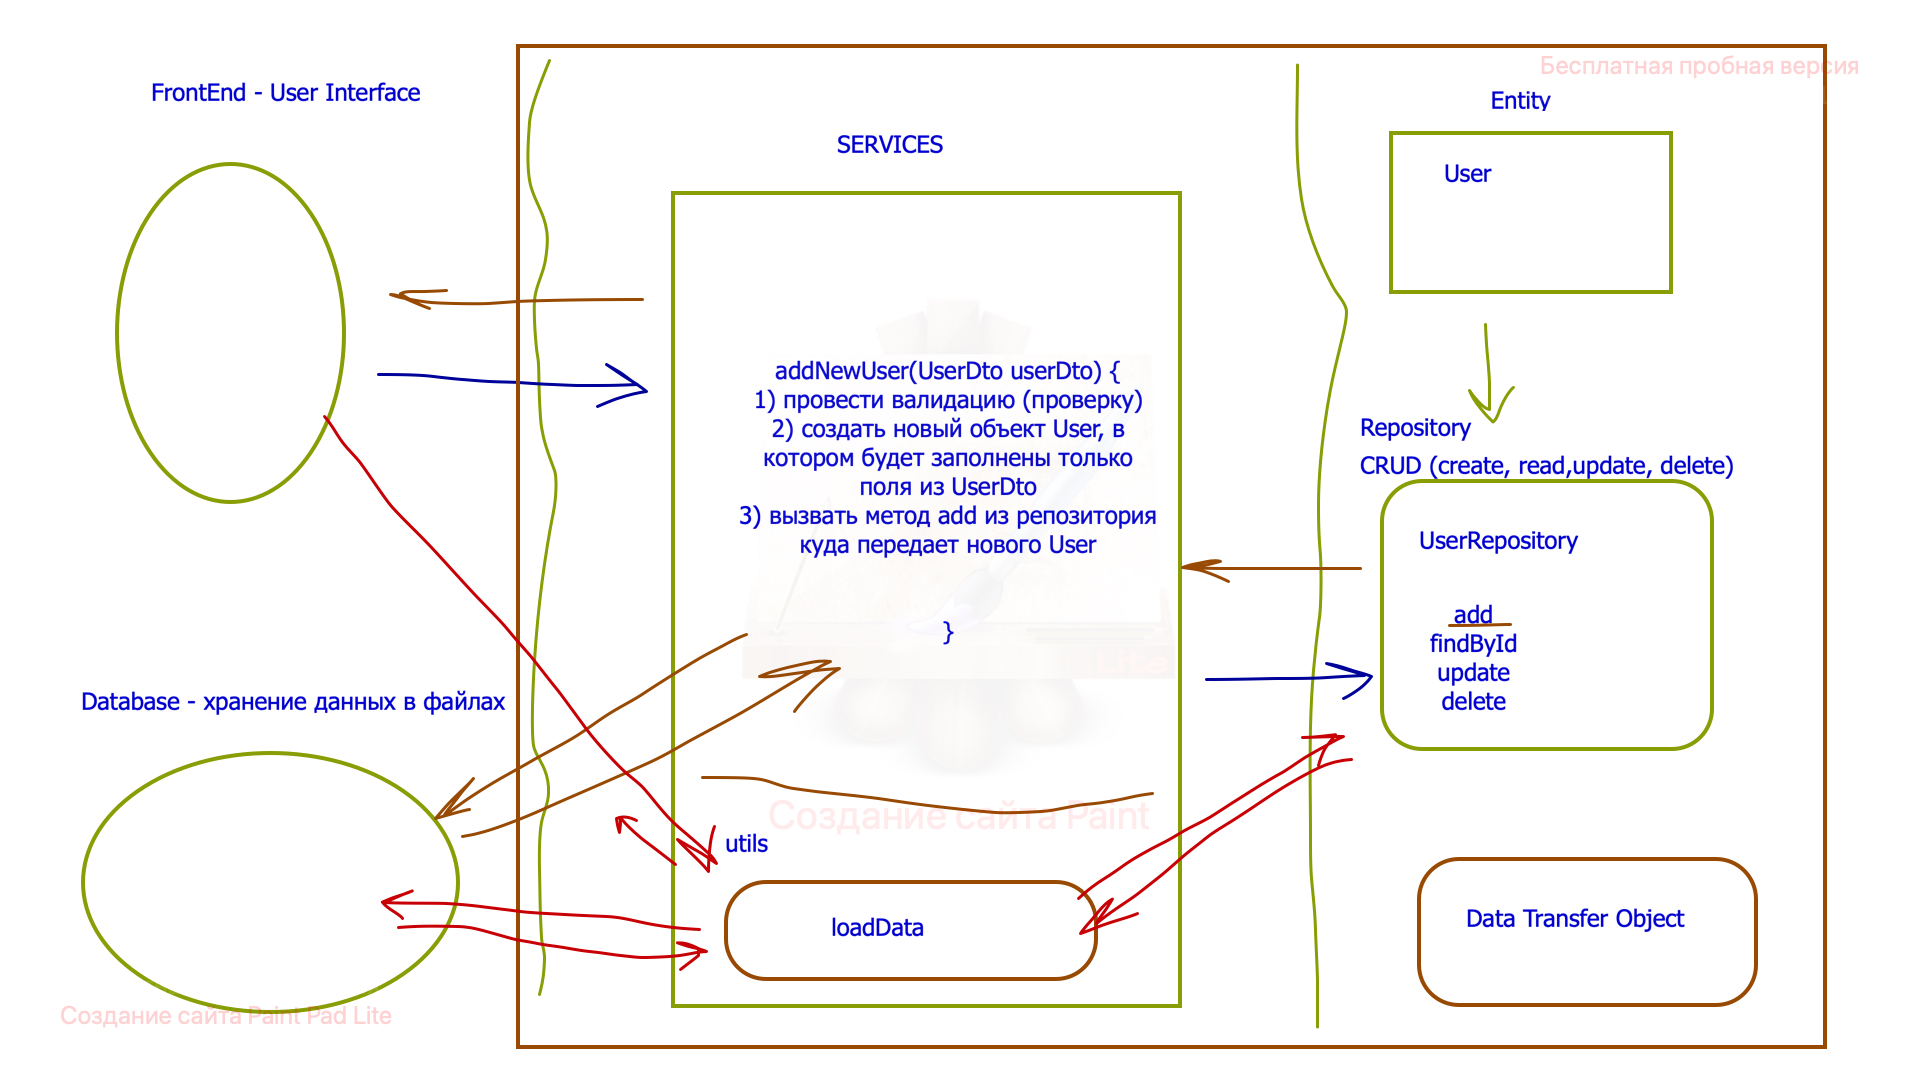 Бесплатная пробная версия
FrontEnd - User Interface
Entity
SERVICES
User
addNewUser(UserDto userDto) {
1) провести валидацию (проверку)
2) создать новый объект User, в
котором будет заполнены только
поля из UserDto
3) вызвать метод add из репозитория
куда передает нового User
}
Repository
CRUD (create, read,update, delete)
UserRepository
add
findById
update
delete
Database - хранение данных в файлах
Создание сайта Paint
utils
loadData
Data Transfer Object
Создание сайта Paint Pad Lite